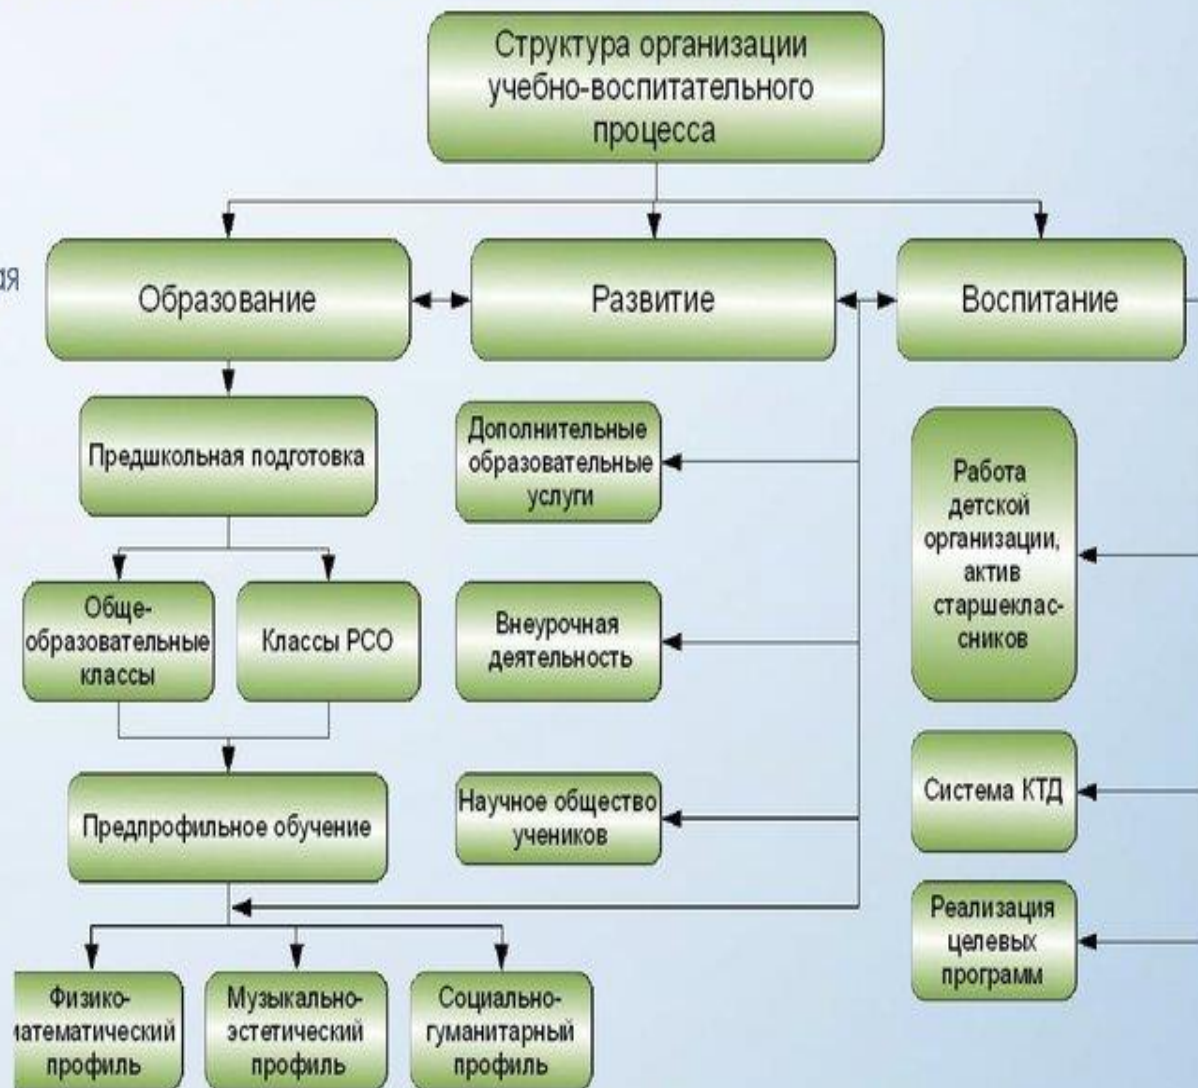 Структура организации
учебно-воспитательного
процесса
Образование
Развитие
Воспитание
Предшкольная подготовка
Обще-
образовательные
классы
Классы РСО
Предпрофильное обучение
Физико-
математический
профиль
Музыкально-
эстетический
профиль
Социально-
гуманитарный
профиль
Дополнительные
образовательные
услуги
Внеурочная
деятельность
Научное общество
учеников
Работа
детской
организации,
актив
старшеклас-
сников
Система КТД
Реализация
целевых
программ